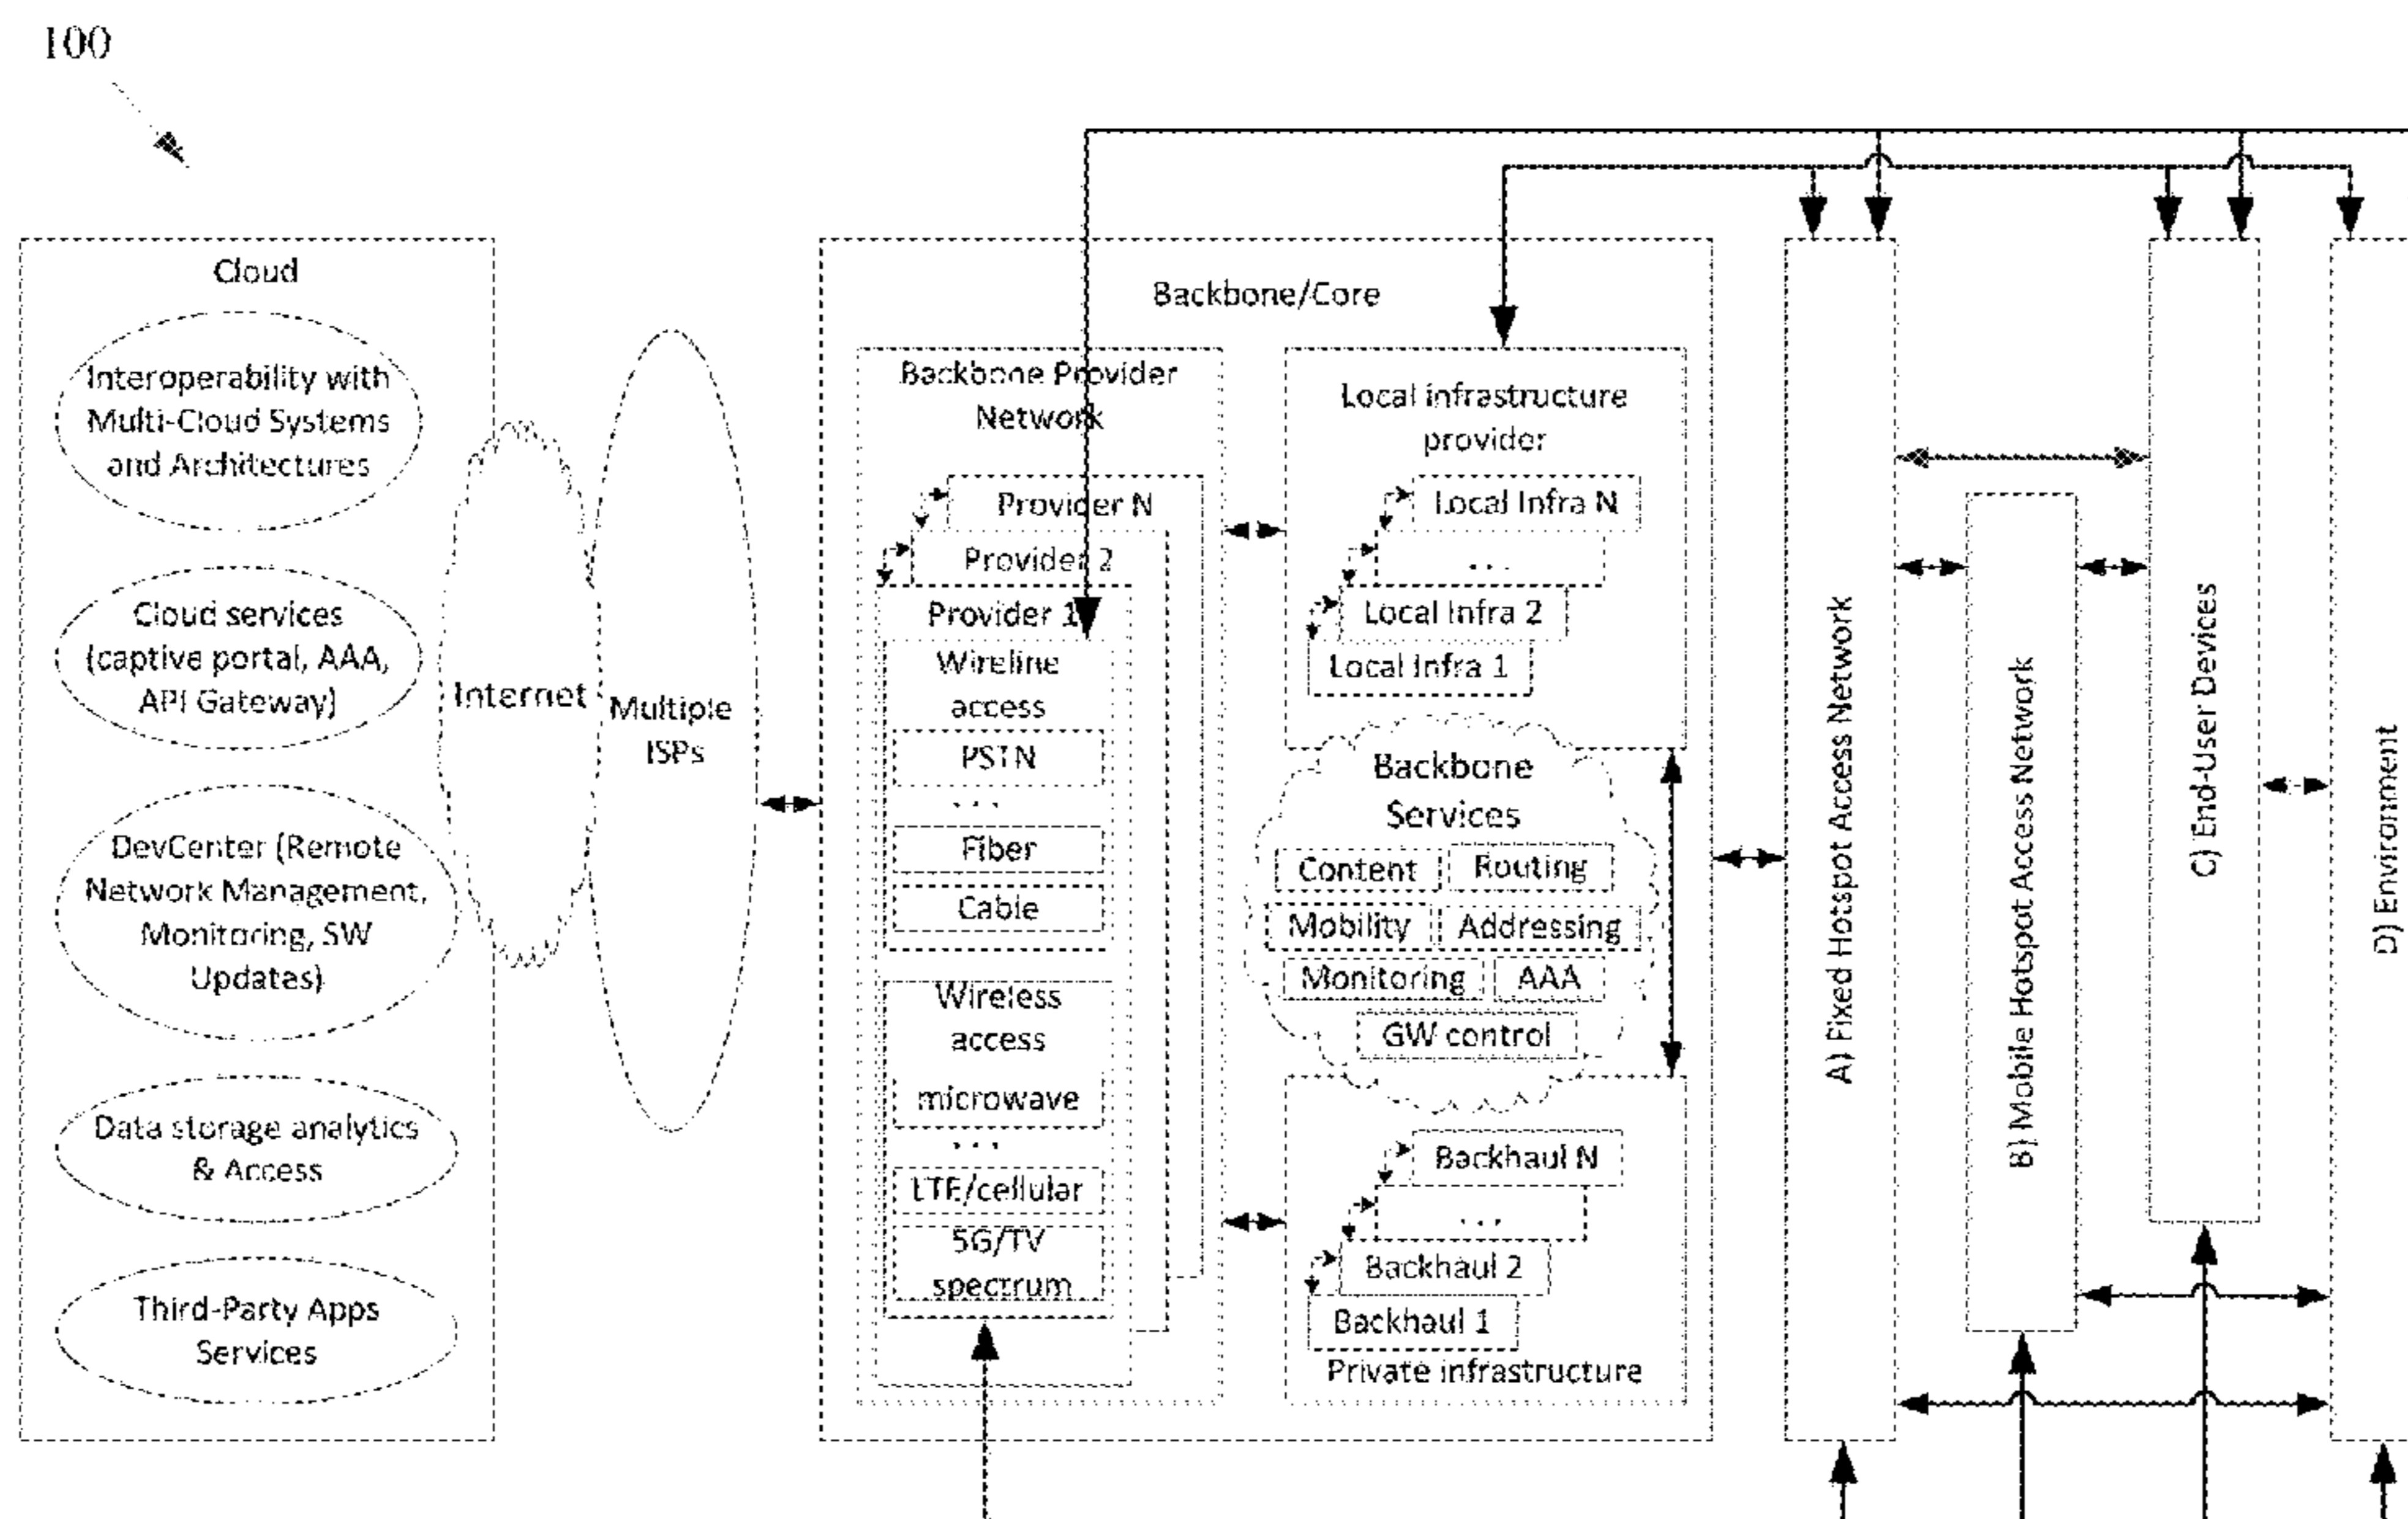 100
Cloud
Interoperability with
Multi-Cloud Systems
and Architectures
Cloud services
(captive portal, AAA,
API Gateway)
DevCenter (Remote
Network Management,
Monitoring, SW
Updates)
Data storage analytics
& Access
Third-Party Apps
Services
Internet
Multiple
ISPs
Backbone/Core
Backbone Provider
Network
Provider N
Provider 2
Provider 1
Wireline
access
PSTN
...
Fiber
Cable
Wireless
access
microwave
...
LTE/cellular
5G/TV
spectrum
Local infrastructure
provider
Local Infra N
...
Local Infra 2
Local Infra 1
Backbone
Services
Content
Routing
Mobility
Addressing
Monitoring
AAA
GW control
Backhaul N
...
Backhaul 2
Backhaul 1
Private infrastructure
A) Fixed Hotspot Access Network
B) Mobile Hotspot Access Network
C) End-User Devices
D) Environment